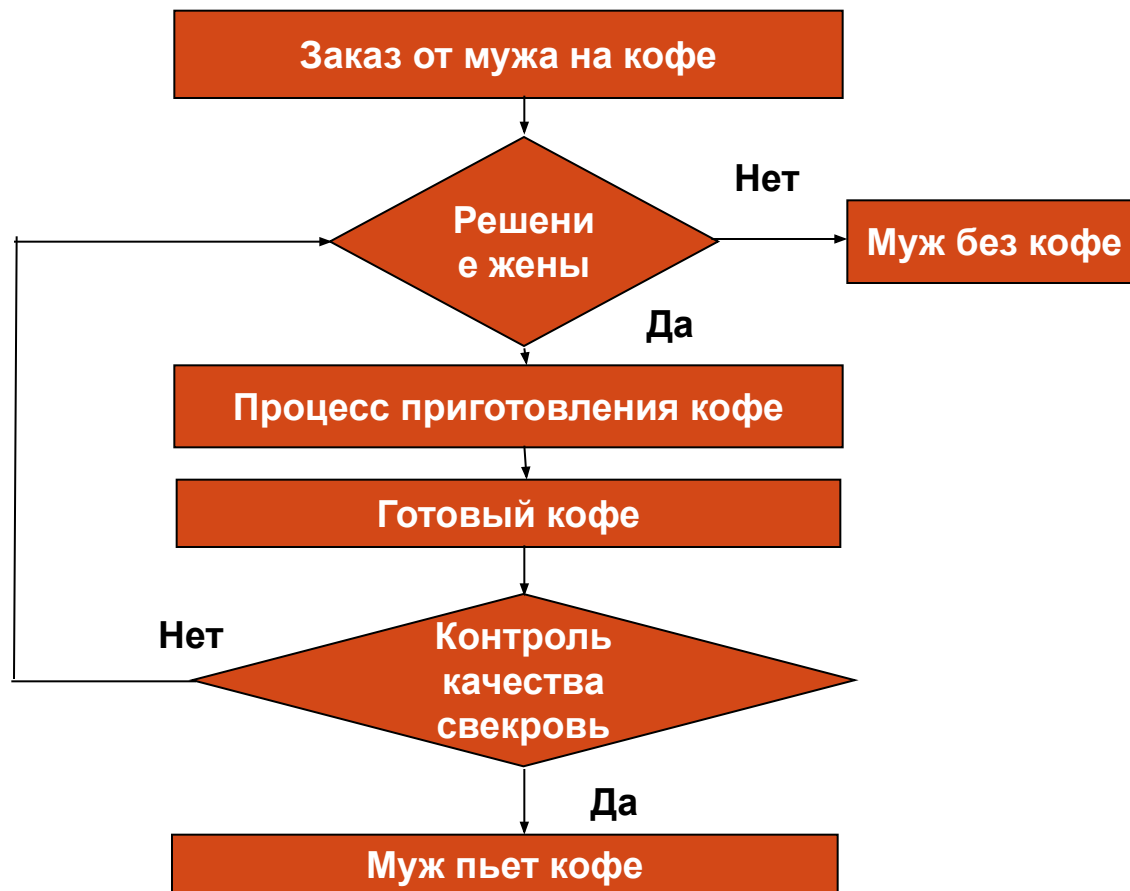 Заказ от мужа на кофе
Нет
Решени
е жены
Муж без кофе
Да
Процесс приготовления кофе
Готовый кофе
Нет
Контроль
качества
свекровь
Да
Муж пьет кофе